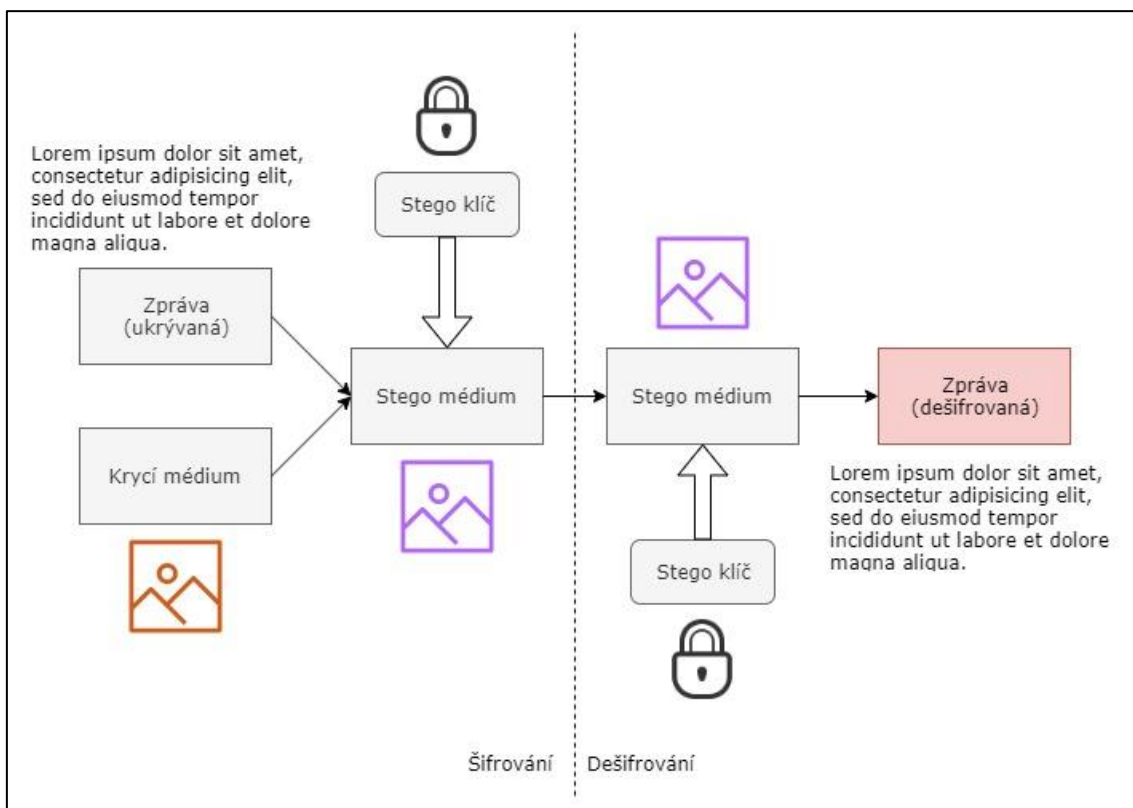 Lorem ipsum dolor sit amet,
consectetur adipisicing elit,
sed do eiusmod tempor
incididunt ut labore et dolore
magna aliqua.
Stego klíč
Zpráva
(ukrývaná)
Krycí médium
Stego médium
Stego médium
Stego klíč
Zpráva
(dešifrovaná)
Lorem ipsum dolor sit amet,
consectetur adipisicing elit,
sed do eiusmod tempor
incididunt ut labore et dolore
magna aliqua.
Šifrování
Dešifrování